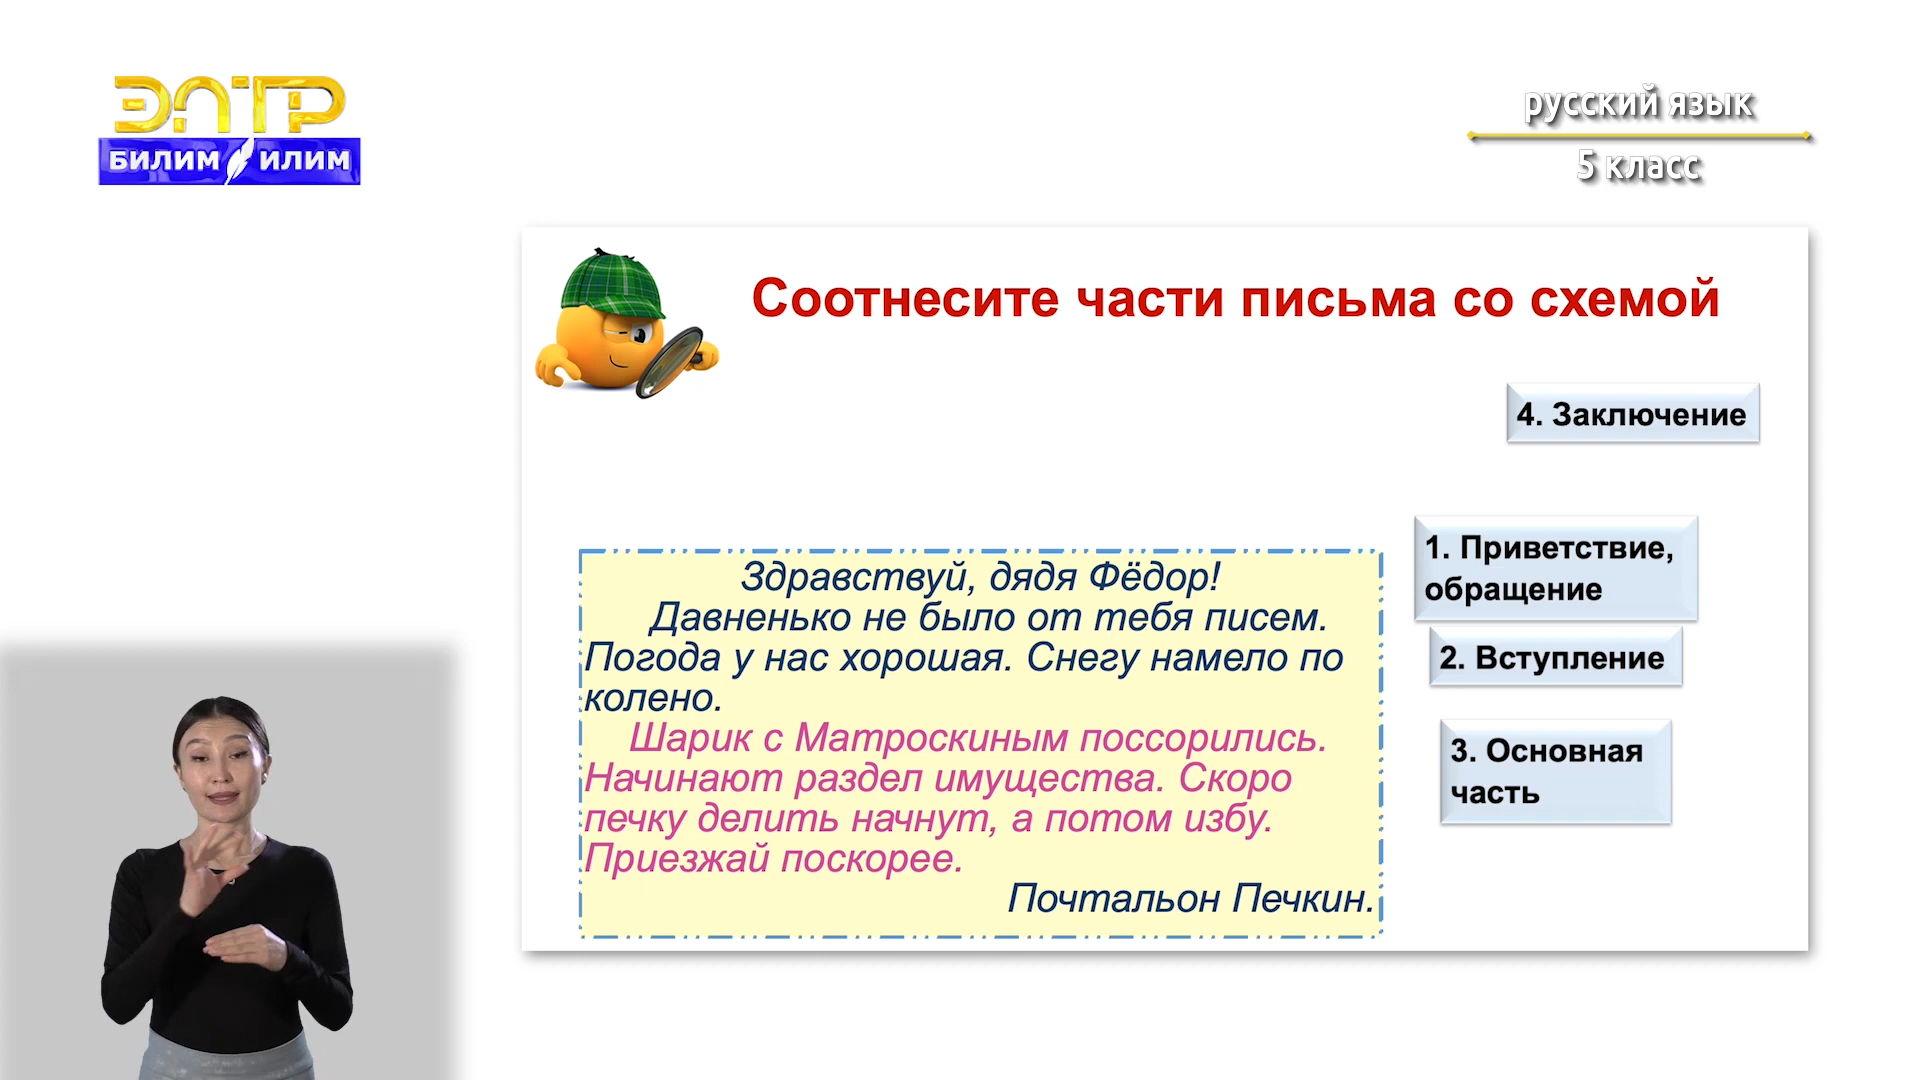 ЭЛТР
БИЛИМ ИЛИМ
русский язык
5 класс
Соотнесите части письма со схемой
4. Заключение
Здравствуй, дядя Фёдор!
Давненько не было от тебя писем.
Погода у нас хорошая. Снегу намело по
колено.
Шарик с Матроскиным поссорились.
Начинают раздел имущества. Скоро
печку делить начнут, а потом избу.
Приезжай поскорее.
Почтальон Печкин.
1. Приветствие,
обращение
2. Вступление
3. Основная
часть